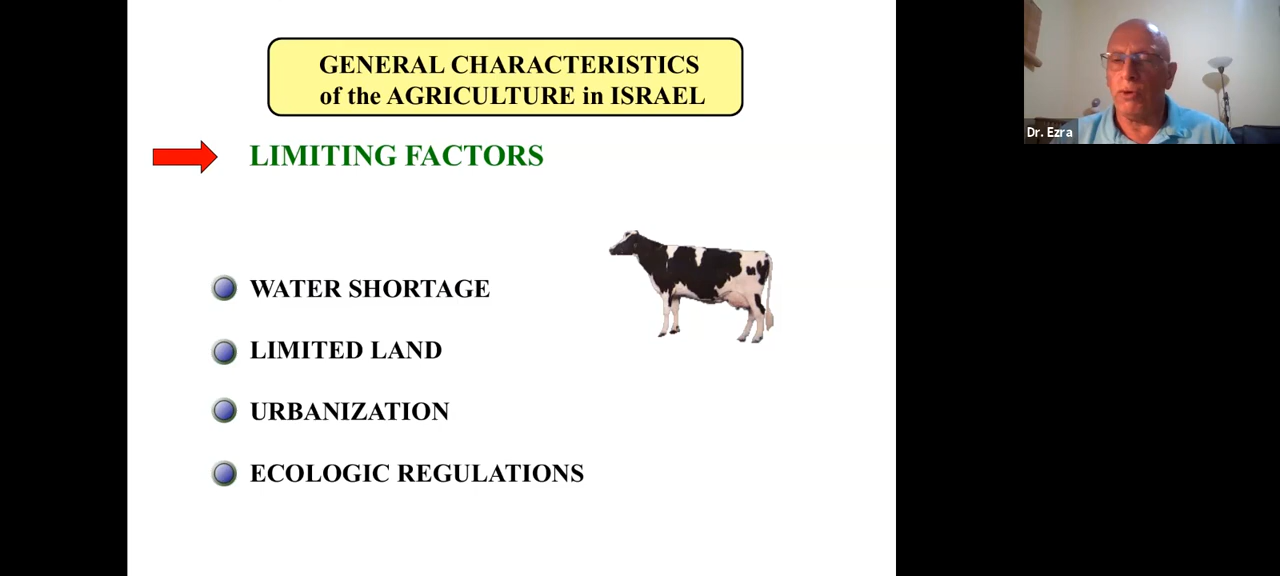 GENERAL CHARACTERISTICS
of the AGRICULTURE in ISRAEL
LIMITING FACTORS
WATER SHORTAGE
LIMITED LAND
URBANIZATION
ECOLOGIC REGULATIONS
Dr. Ezra